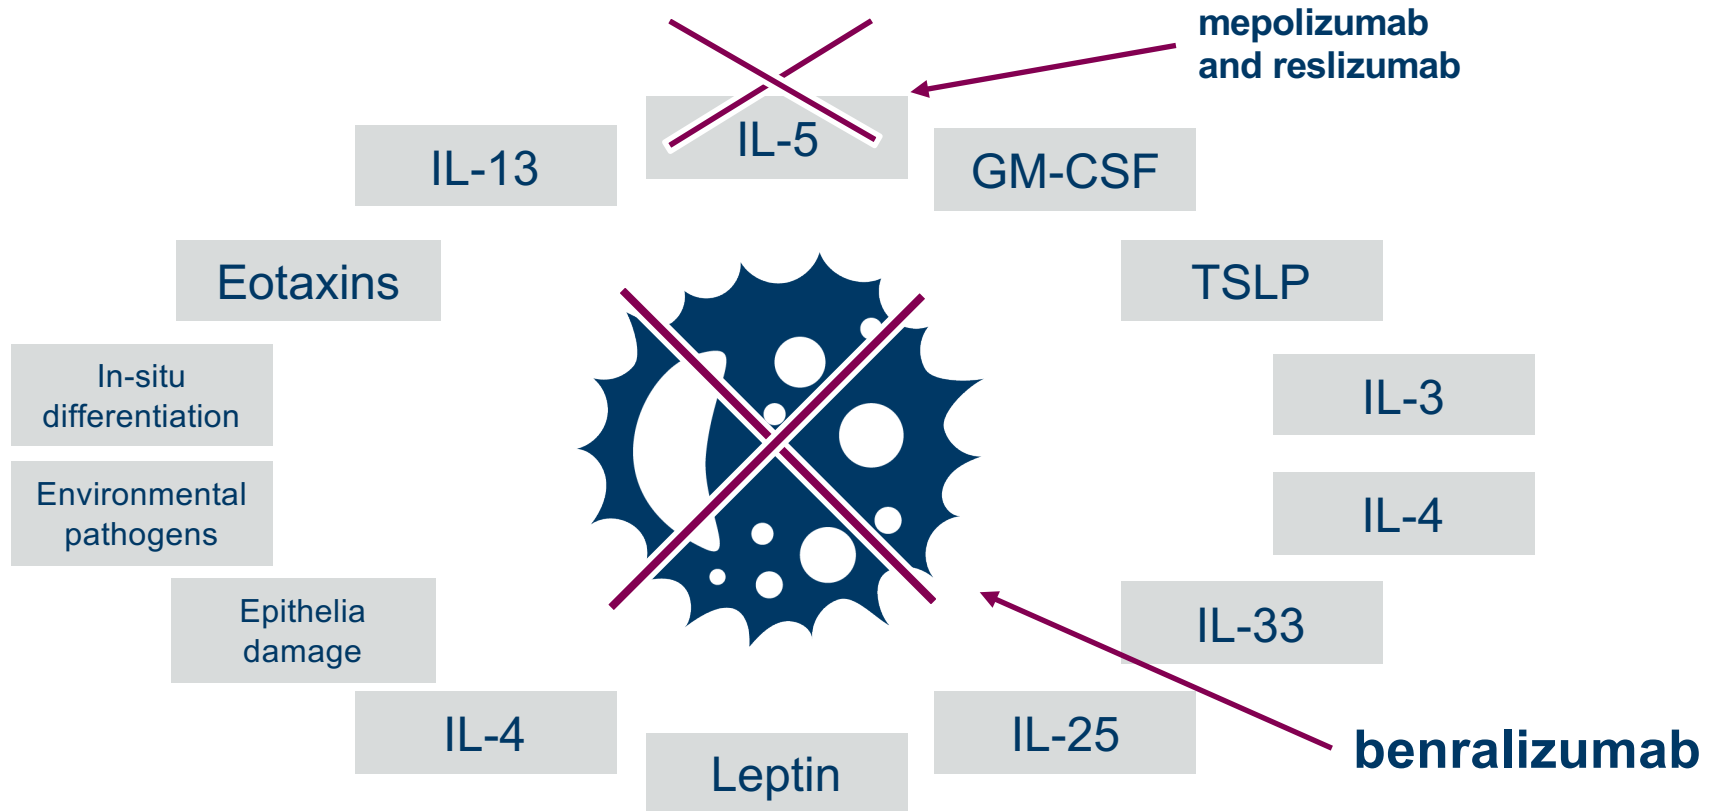 mepolizumab
and reslizumab
IL-5
IL-13
GM-CSF
Eotaxins
TSLP
In-situ
differentiation
IL-3
Environmental
pathogens
IL-4
Epithelia
damage
IL-33
IL-4
IL-25
Leptin
benralizumab